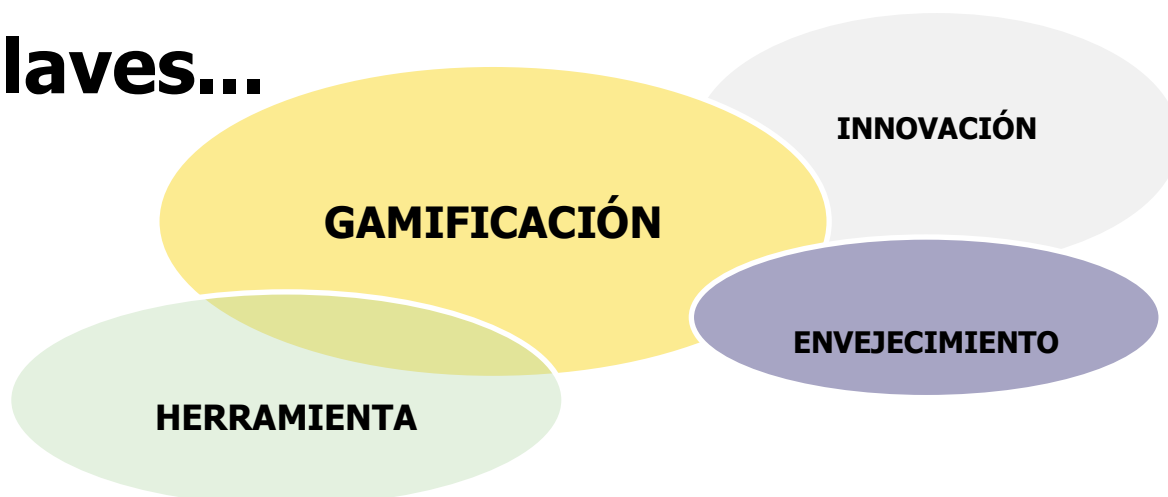 laves...
INNOVACIÓN
GAMIFICACIÓN
ENVEJECIMIENTO
HERRAMIENTA